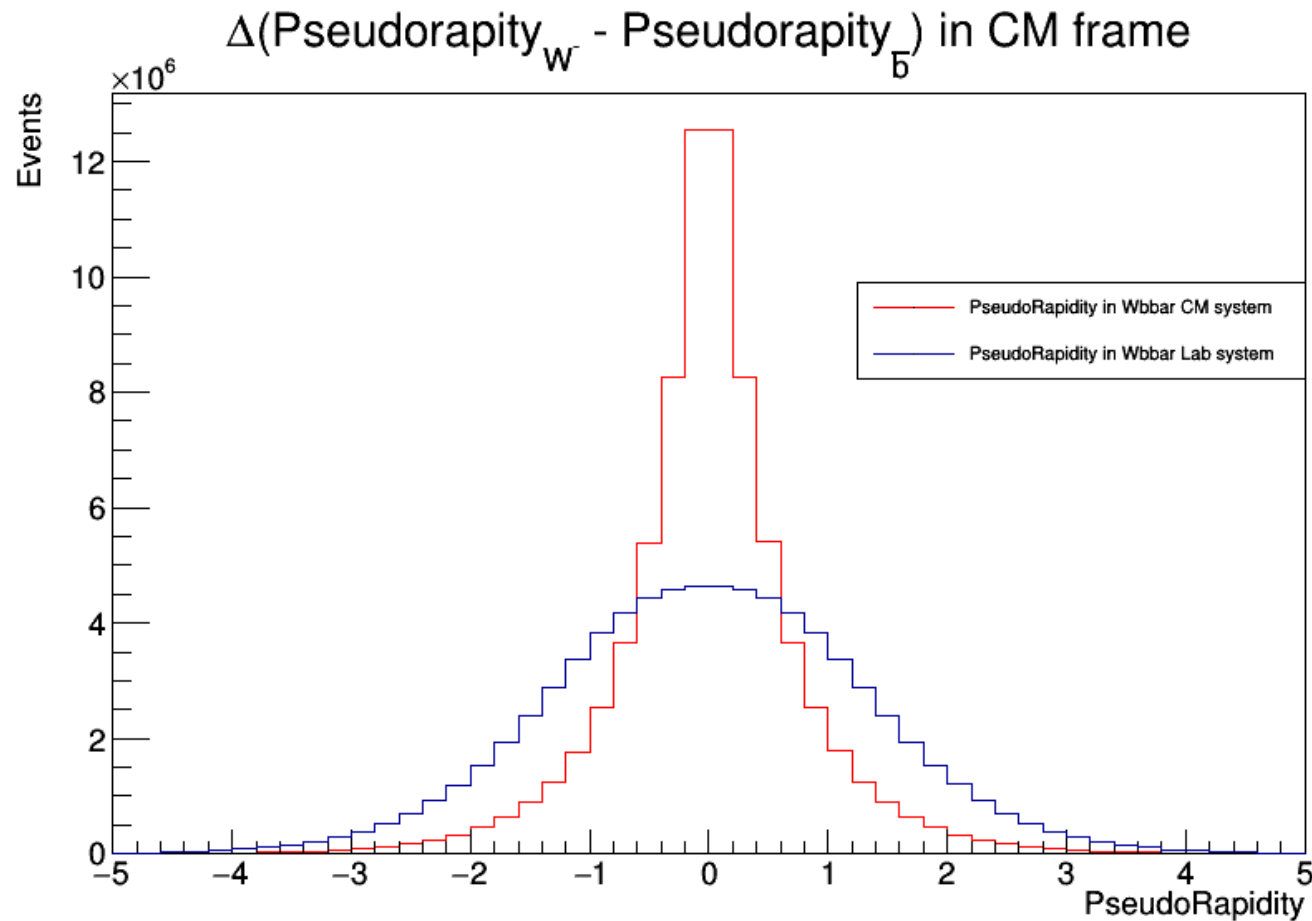 Δ(Pseudorapity_W⁻ - Pseudorapity_b̅) in CM frame
×10⁶
Events
12
10
8
6
4
2
0
PseudoRapidity in Wbbar CM system
PseudoRapidity in Wbbar Lab system
−5 −4 −3 −2 −1 0 1 2 3 4 5
PseudoRapidity